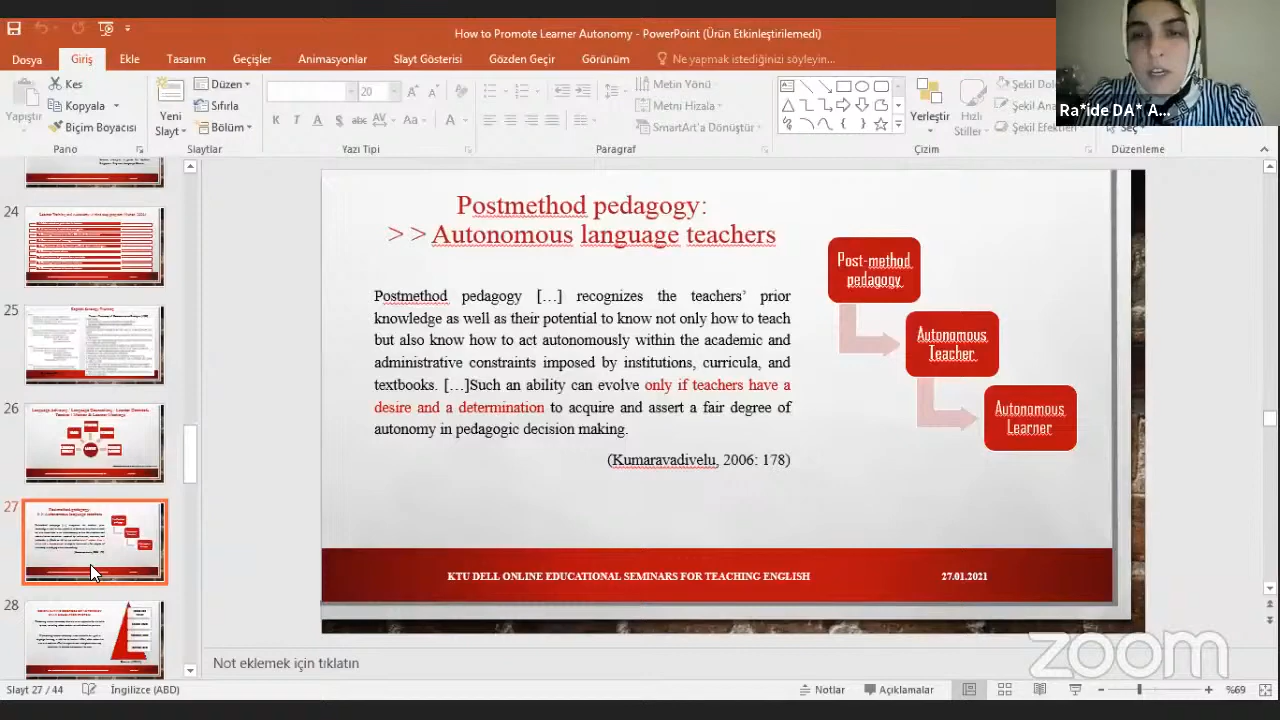 How to Promote Learner Autonomy - PowerPoint (Ürün Etkinleştirilemedi)
Dosya Giriş Ekle Tasarım Geçişler Animasyonlar Slayt Gösterisi Gözden Geçir Görünüm Ne yapmak istediğinizi söyleyin...
Ra*ide DA* A...
Yapıştır
Kes
Kopyala
Biçim Boyacısı
Pano
Yeni
Slayt
Düzen
Sıfırla
Bölüm
Slaytlar
20
K T A S abc AV Aa A
Yazı Tipi
Metin Yönü
Metni Hizala
SmartArt'a Dönüştür
Paragraf
Yerleştir
Hızlı
Stiller
Şekil
Şekil
Şekil Efektleri
Çizim
Seç
Düzenleme
24
25
26
27
28
Postmethod pedagogy:
> > Autonomous language teachers
Postmethod pedagogy […] recognizes the teachers’ prior
knowledge as well as their potential to know not only how to teach
but also know how to act autonomously within the academic and
administrative constraints imposed by institutions, curricula, and
textbooks. […]Such an ability can evolve only if teachers have a
desire and a determination to acquire and assert a fair degree of
autonomy in pedagogic decision making.
(Kumaravadivelu, 2006: 178)
Post-method
pedagogy
Autonomous
Teacher
Autonomous
Learner
KTU DELL ONLINE EDUCATIONAL SEMINARS FOR TEACHING ENGLISH 27.01.2021
Not eklemek için tıklatın
zoom
Slayt 27 / 44 İngilizce (ABD) Notlar Açıklamalar %69